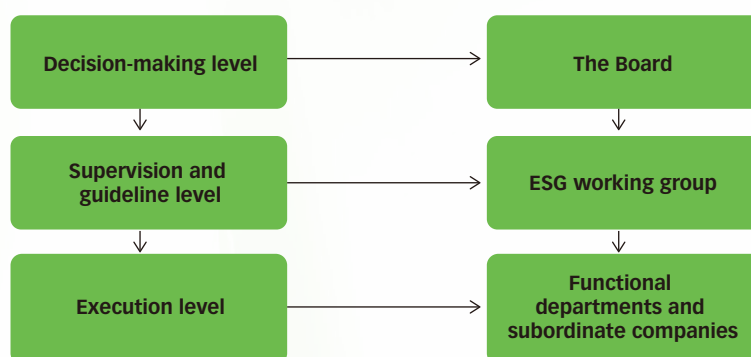 Decision-making level
The Board
Supervision and
guideline level
ESG working group
Execution level
Functional
departments and
subordinate companies